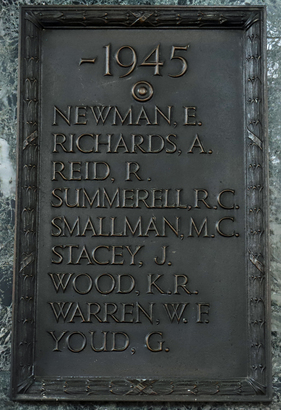 -1945
NEWMAN, E.
RICHARDS, A.
REID, R.
SUMMERELL, R.C.
SMALLMAN, M.C.
STACEY, J.
WOOD, K.R.
WARREN, W. F.
YOUD, G.